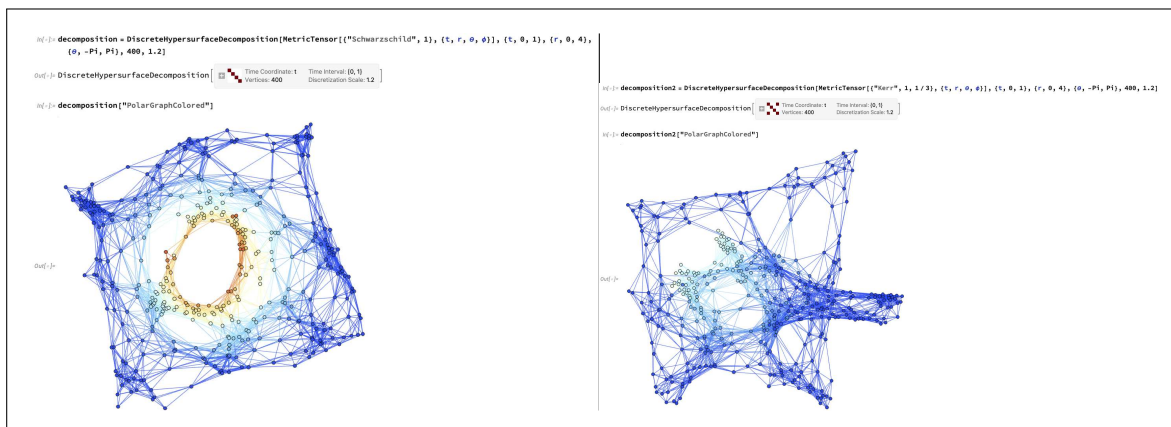 In[-]:= decomposition = DiscreteHypersurfaceDecomposition[MetricTensor[{"Schwarzschild", 1}, {t, r, θ, ϕ}], {t, 0, 1}, {r, 0, 4},
{θ, -Pi, Pi}, 400, 1.2]
Out[-]= DiscreteHypersurfaceDecomposition[
Time Coordinate: t Time Interval: {0, 1}
Vertices: 400 Discretization Scale: 1.2
]
In[-]:= decomposition["PolarGraphColored"]
Out[-]=
In[-]:= decomposition2 = DiscreteHypersurfaceDecomposition[MetricTensor[{"Kerr", 1, 1/3}, {t, r, θ, ϕ}], {t, 0, 1}, {r, 0, 4}, {θ, -Pi, Pi}, 400, 1.2]
Out[-]= DiscreteHypersurfaceDecomposition[
Time Coordinate: t Time Interval: {0, 1}
Vertices: 400 Discretization Scale: 1.2
]
In[-]:= decomposition2["PolarGraphColored"]
Out[-]=